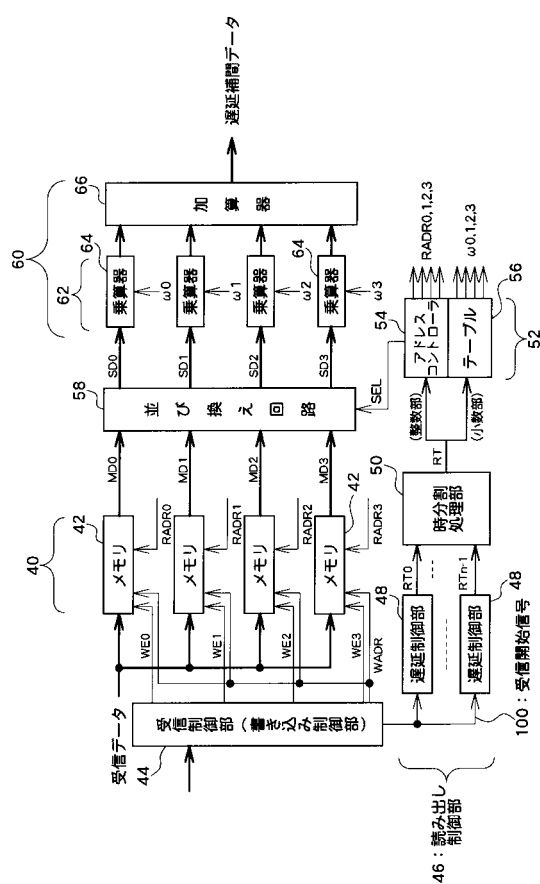 受信データ
44
受信制御部(書き込み制御部)
40
42
メモリ
メモリ
メモリ
メモリ
42
WE0
WE1
WE2
WE3
WADR
RADR0
RADR1
RADR2
RADR3
MD0
MD1
MD2
MD3
58
並び換え回路
SEL
SD0
SD1
SD2
SD3
60
62
64
乗算器
乗算器
乗算器
乗算器
64
ω0
ω1
ω2
ω3
66
加算器
遅延補間データ
46:読み出し
制御部
100:受信開始信号
48
遅延制御部
遅延制御部
48
RT0
RTn-1
50
時分割
処理部
RT
(整数部)
(小数部)
54
アドレス
コントローラ
テーブル
56
52
RADR0,1,2,3
ω0,1,2,3